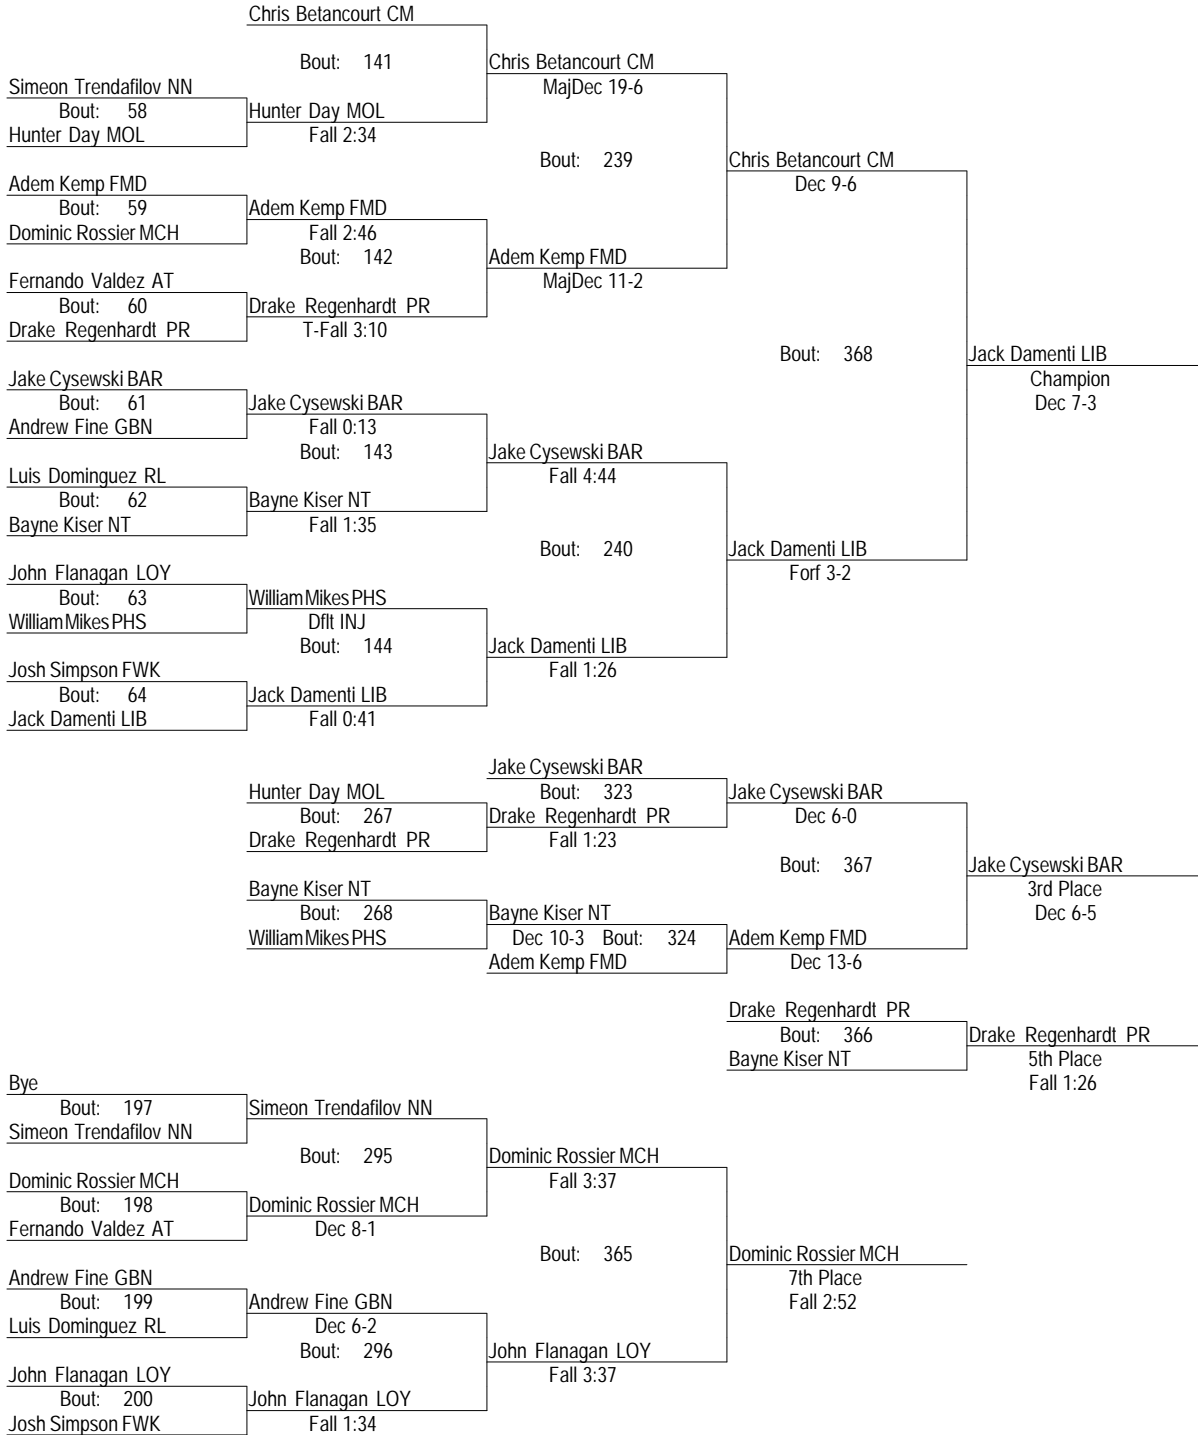 Chris Betancourt CM
Bout: 141
Chris Betancourt CM
Simeon Trendafilov NN
MajDec 19-6
Bout: 58
Hunter Day MOL
Hunter Day MOL
Fall 2:34
Bout: 239
Chris Betancourt CM
Adem Kemp FMD
Dec 9-6
Bout: 59
Adem Kemp FMD
Dominic Rossier MCH
Fall 2:46
Bout: 142
Adem Kemp FMD
Fernando Valdez AT
MajDec 11-2
Bout: 60
Drake Regenhardt PR
Drake Regenhardt PR
T-Fall 3:10
Bout: 368
Jack Damenti LIB
Jake Cysewski BAR
Champion
Bout: 61
Jake Cysewski BAR
Dec 7-3
Andrew Fine GBN
Fall 0:13
Bout: 143
Jake Cysewski BAR
Luis Dominguez RL
Fall 4:44
Bout: 62
Bayne Kiser NT
Bayne Kiser NT
Fall 1:35
Bout: 240
Jack Damenti LIB
John Flanagan LOY
Forf 3-2
Bout: 63
William Mikes PHS
William Mikes PHS
Dflt INJ
Bout: 144
Jack Damenti LIB
Josh Simpson FWK
Fall 1:26
Bout: 64
Jack Damenti LIB
Jack Damenti LIB
Fall 0:41
Jake Cysewski BAR
Hunter Day MOL
Bout: 323
Jake Cysewski BAR
Bout: 267
Drake Regenhardt PR
Dec 6-0
Drake Regenhardt PR
Fall 1:23
Bout: 367
Jake Cysewski BAR
Bayne Kiser NT
3rd Place
Bout: 268
Bayne Kiser NT
Dec 6-5
William Mikes PHS
Dec 10-3 Bout: 324
Adem Kemp FMD
Adem Kemp FMD
Dec 13-6
Drake Regenhardt PR
Bout: 366
Drake Regenhardt PR
Bayne Kiser NT
5th Place
Fall 1:26
Bye
Bout: 197
Simeon Trendafilov NN
Simeon Trendafilov NN
Bout: 295
Dominic Rossier MCH
Dominic Rossier MCH
Fall 3:37
Bout: 198
Dominic Rossier MCH
Fernando Valdez AT
Dec 8-1
Bout: 365
Dominic Rossier MCH
Andrew Fine GBN
7th Place
Bout: 199
Andrew Fine GBN
Fall 2:52
Luis Dominguez RL
Dec 6-2
Bout: 296
John Flanagan LOY
John Flanagan LOY
Fall 3:37
Bout: 200
John Flanagan LOY
Josh Simpson FWK
Fall 1:34